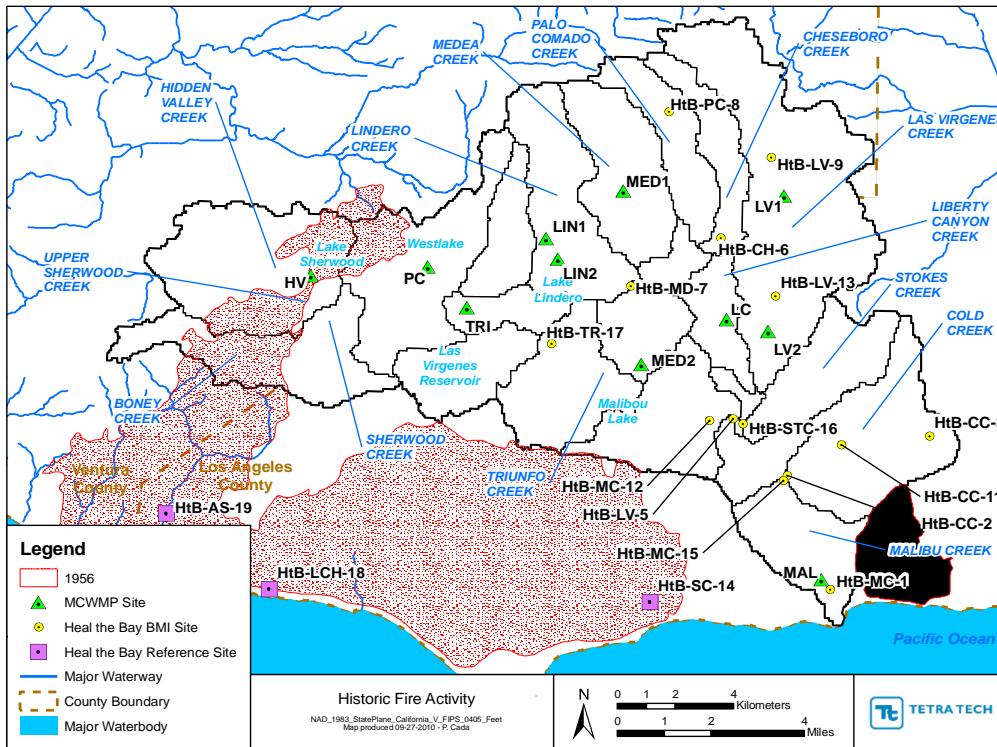 PALO
COMADO
CREEK
MEDEA
CREEK
CHESEBORO
CREEK
HIDDEN
VALLEY
CREEK
HtB-PC-8
LAS VIRGENES
CREEK
LINDERO
CREEK
HtB-LV-9
MED1
LV1
LIBERTY
CANYON
CREEK
LIN1
Westlake
Lake
Sherwood
HtB-CH-6
UPPER
SHERWOOD
CREEK
HV
PC
LIN2
STOKES
CREEK
Lake
Lindero
HtB-MD-7
HtB-LV-13
COLD
CREEK
TRI
LC
HtB-TR-17
LV2
Las
Virgenes
Reservoir
MED2
BONEY
CREEK
Malibou
Lake
SHERWOOD
CREEK
HtB-STC-16
HtB-CC-
Ventura
County
Los Angeles
County
TRIUNFO
CREEK
HtB-MC-12
HtB-CC-11
HtB-AS-19
HtB-LV-5
HtB-CC-2
HtB-MC-15
MALIBU CREEK
HtB-LCH-18
HtB-SC-14
MAL
HtB-MC-1
Pacific Ocean
Legend
1956
MCWMP Site
Heal the Bay BMI Site
Heal the Bay Reference Site
Major Waterway
County Boundary
Major Waterbody
Historic Fire Activity
NAD_1983_StatePlane_California_V_FIPS_0405_Feet
Map produced 09-27-2010 - P. Cada
N
0 1 2 4
Kilometers
0 1 2 4
Miles
Tt
TETRA TECH